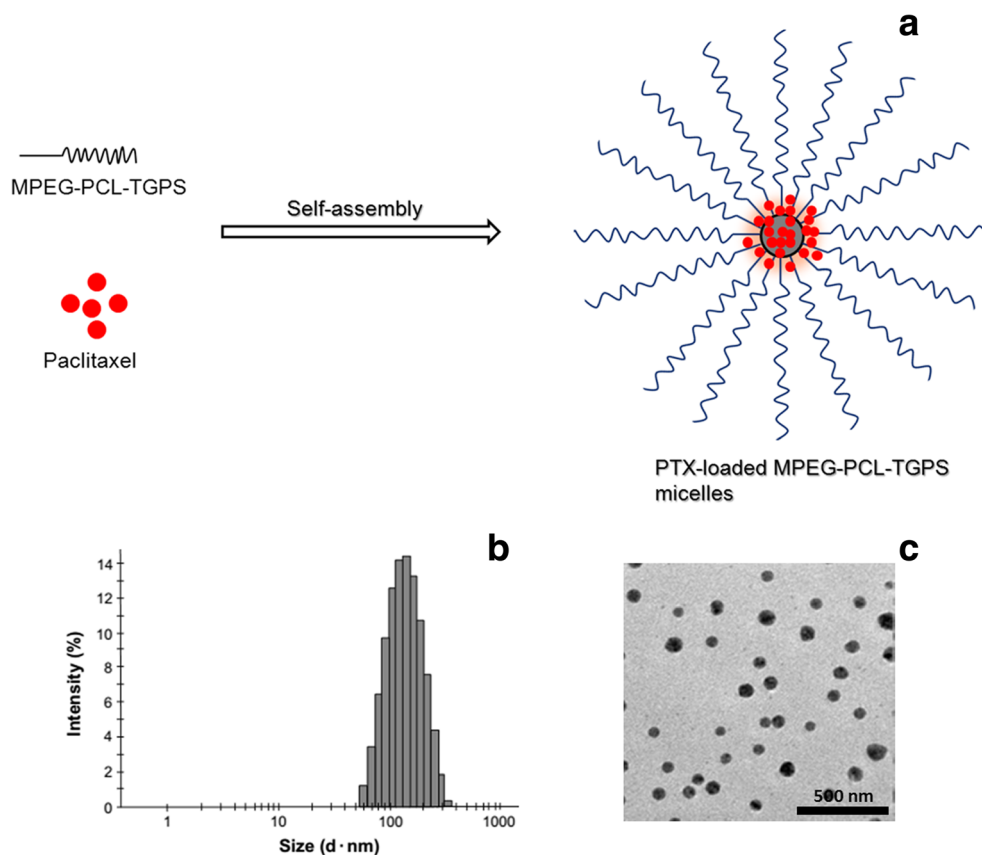 a
MPEG-PCL-TGPS
Self-assembly
Paclitaxel
PTX-loaded MPEG-PCL-TGPS
micelles
b
14
12
10
8
6
4
2
0
Intensity (%)
1
10
100
1000
Size (d·nm)
c
500 nm